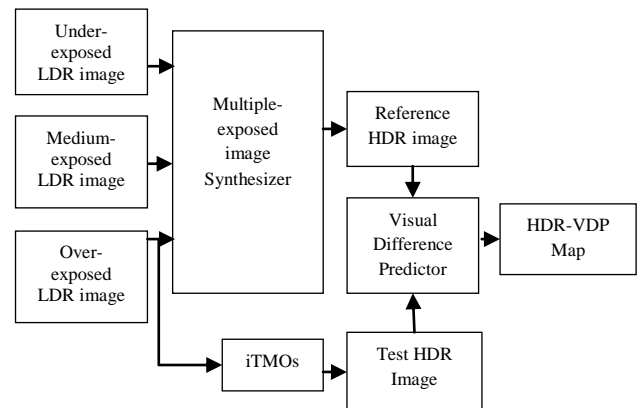 Under-
exposed
LDR image
Medium-
exposed
LDR image
Over-
exposed
LDR image
Multiple-
exposed
image
Synthesizer
Reference
HDR image
Visual
Difference
Predictor
HDR-VDP
Map
iTMOs
Test HDR
Image